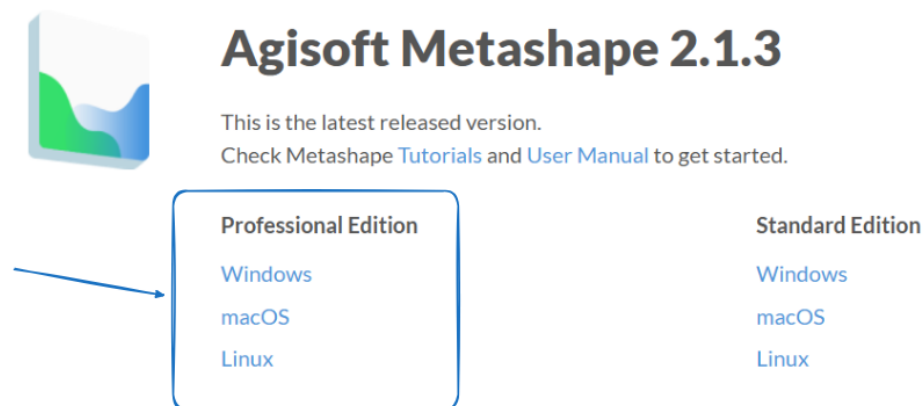 Agisoft Metashape 2.1.3
This is the latest released version.
Check Metashape Tutorials and User Manual to get started.
Professional Edition
Windows
macOS
Linux
Standard Edition
Windows
macOS
Linux